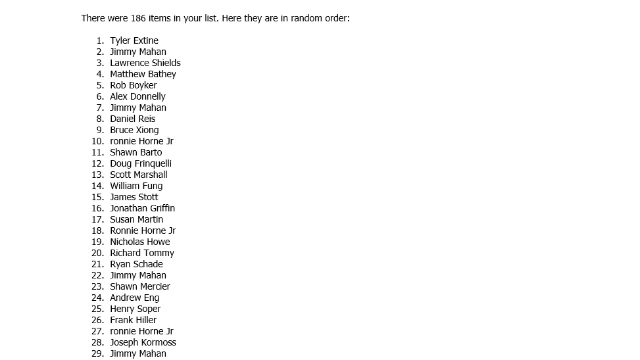 There were 186 items in your list. Here they are in random order:
1. Tyler Extine
2. Jimmy Mahan
3. Lawrence Shields
4. Matthew Bathey
5. Rob Boyker
6. Alex Donnelly
7. Jimmy Mahan
8. Daniel Reis
9. Bruce Xiong
10. ronnie Horne Jr
11. Shawn Barto
12. Doug Frinquelli
13. Scott Marshall
14. William Fung
15. James Stott
16. Jonathan Griffin
17. Susan Martin
18. Ronnie Horne Jr
19. Nicholas Howe
20. Richard Tommy
21. Ryan Schade
22. Jimmy Mahan
23. Shawn Mercier
24. Andrew Eng
25. Henry Soper
26. Frank Hiller
27. ronnie Horne Jr
28. Joseph Kormoss
29. Jimmy Mahan